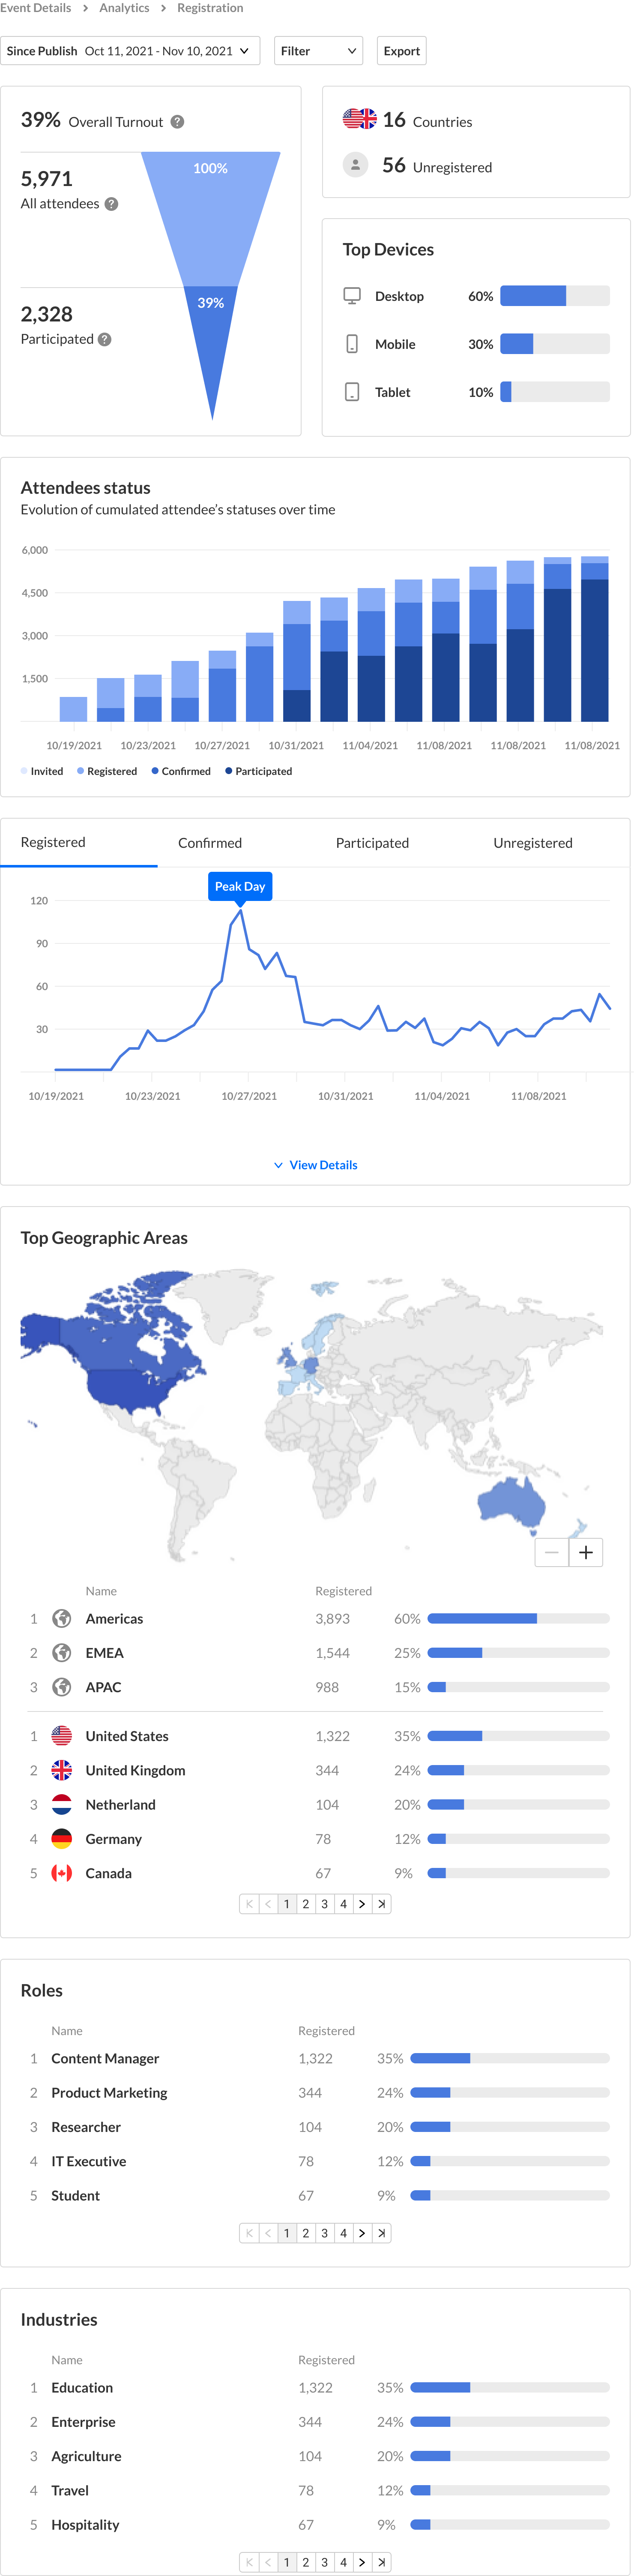 Event Details > Analytics > Registration
Since Publish Oct 11, 2021 - Nov 10, 2021
Filter
Export
39% Overall Turnout ?
100%
5,971
All attendees ?
39%
2,328
Participated ?
16 Countries
56 Unregistered
Top Devices
Desktop 60%
Mobile 30%
Tablet 10%
Attendees status
Evolution of cumulated attendee’s statuses over time
6,000
4,500
3,000
1,500
10/19/2021 10/23/2021 10/27/2021 10/31/2021 11/04/2021 11/08/2021 11/08/2021 11/08/2021
Invited Registered Confirmed Participated
Registered Confirmed Participated Unregistered
Peak Day
120
90
60
30
10/19/2021 10/23/2021 10/27/2021 10/31/2021 11/04/2021 11/08/2021
View Details
Top Geographic Areas
Name Registered
1 Americas 3,893 60%
2 EMEA 1,544 25%
3 APAC 988 15%
1 United States 1,322 35%
2 United Kingdom 344 24%
3 Netherland 104 20%
4 Germany 78 12%
5 Canada 67 9%
1 2 3 4
Roles
Name Registered
1 Content Manager 1,322 35%
2 Product Marketing 344 24%
3 Researcher 104 20%
4 IT Executive 78 12%
5 Student 67 9%
1 2 3 4
Industries
Name Registered
1 Education 1,322 35%
2 Enterprise 344 24%
3 Agriculture 104 20%
4 Travel 78 12%
5 Hospitality 67 9%
1 2 3 4